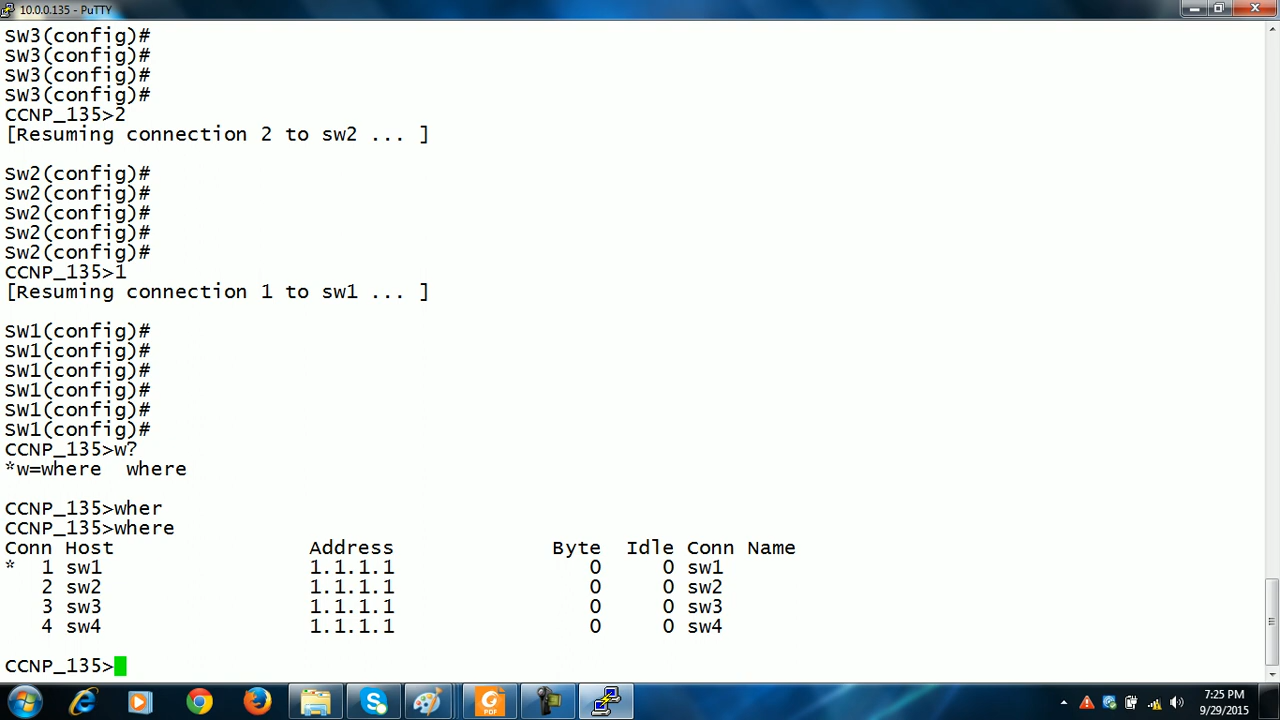 10.0.0.135 - PuTTY
SW3(config)#
SW3(config)#
SW3(config)#
SW3(config)#
CCNP_135>2
[Resuming connection 2 to sw2 ... ]
SW2(config)#
SW2(config)#
SW2(config)#
SW2(config)#
SW2(config)#
CCNP_135>1
[Resuming connection 1 to sw1 ... ]
SW1(config)#
SW1(config)#
SW1(config)#
SW1(config)#
SW1(config)#
SW1(config)#
CCNP_135>w?
*w=where  where
CCNP_135>wher
CCNP_135>where
Conn Host Address Byte Idle Conn Name
* 1 sw1 1.1.1.1 0 0 sw1
2 sw2 1.1.1.1 0 0 sw2
3 sw3 1.1.1.1 0 0 sw3
4 sw4 1.1.1.1 0 0 sw4
CCNP_135>
PDF
7:25 PM
9/29/2015